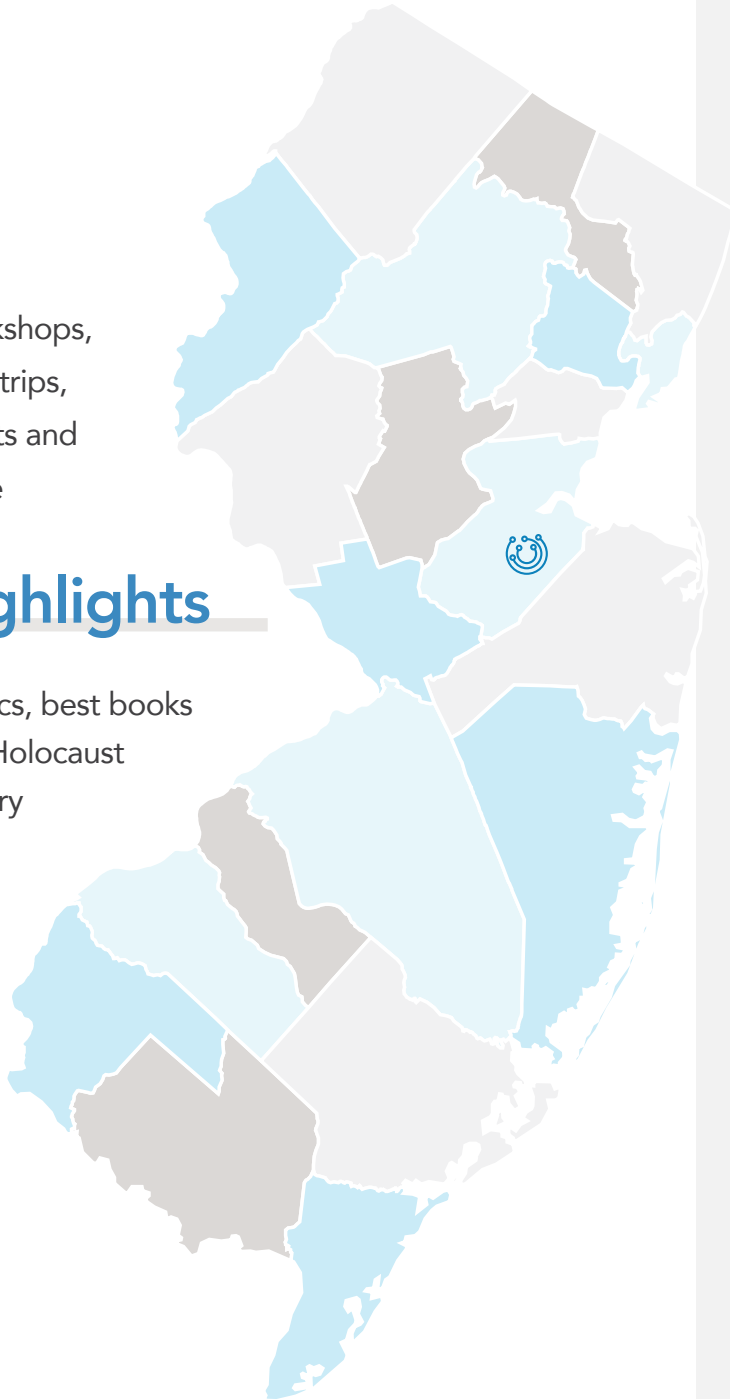 kshops,
trips,
ts and
e
ghlights
cs, best books
Holocaust
ry